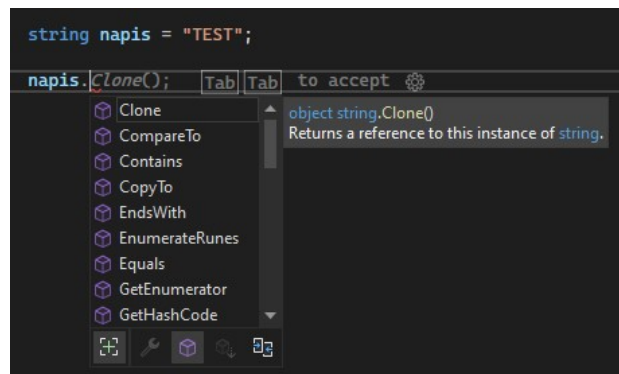 string napis = "TEST";
napis.Clone(); Tab Tab to accept
Clone
CompareTo
Contains
CopyTo
EndsWith
EnumerateRunes
Equals
GetEnumerator
GetHashCode
object string.Clone()
Returns a reference to this instance of string.